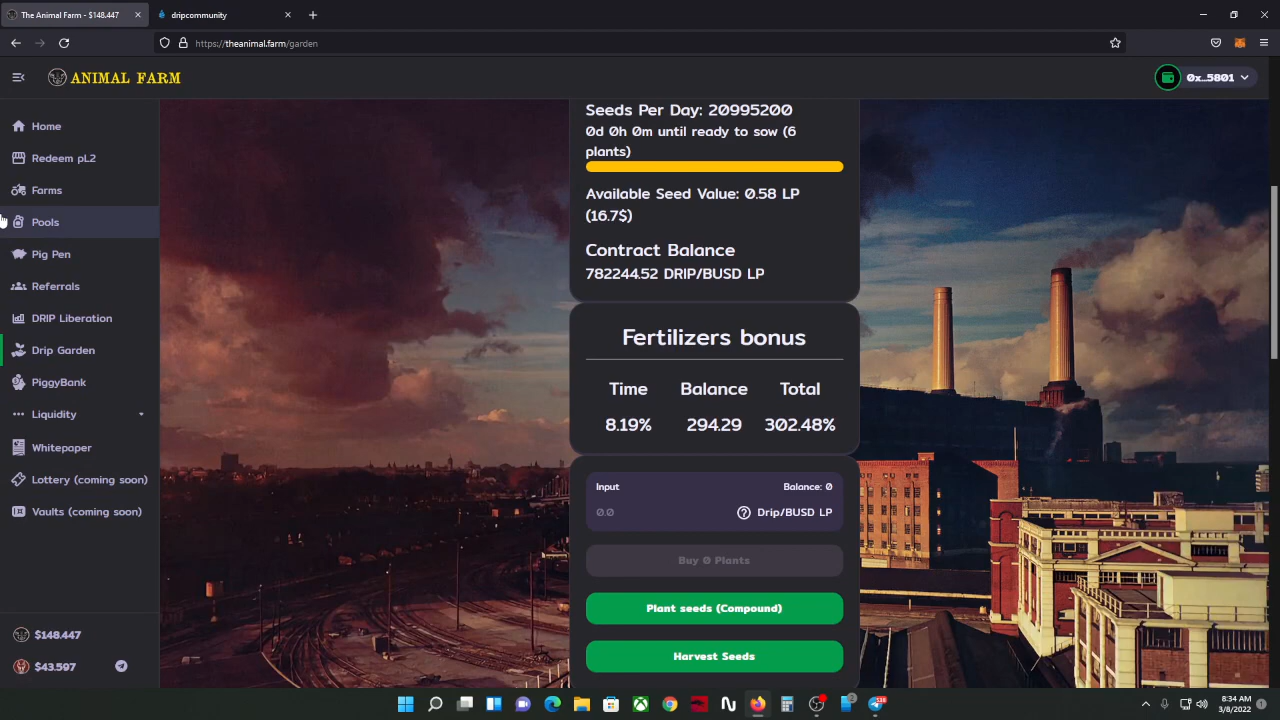 The Animal Farm - $148.447
dripcommunity
https://theanimal.farm/garden
ANIMAL FARM
0x..5801
Home
Redeem pL2
Farms
Pools
Pig Pen
Referrals
DRIP Liberation
Drip Garden
PiggyBank
Liquidity
Whitepaper
Lottery (coming soon)
Vaults (coming soon)
$148.447
$43.597
Seeds Per Day: 20995200
0d 0h 0m until ready to sow (6
plants)
Available Seed Value: 0.58 LP
(16.7$)
Contract Balance
782244.52 DRIP/BUSD LP
Fertilizers bonus
Time Balance Total
8.19% 294.29 302.48%
Input Balance: 0
0.0 Drip/BUSD LP
Buy 0 Plants
Plant seeds (Compound)
Harvest Seeds
8:34 AM
3/8/2022